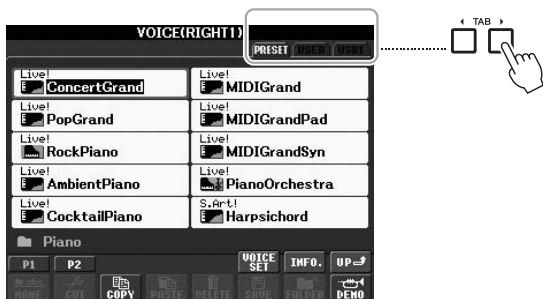 VOICE(RIGHT1)
PRESET USER USB1
TAB
Live! ConcertGrand
Live! MIDIGrand
Live! PopGrand
Live! MIDIGrandPad
Live! RockPiano
Live! MIDIGrandSyn
Live! AmbientPiano
Live! PianoOrchestra
Live! CocktailPiano
S.Art! Harpsichord
Piano
P1 P2 VOICE SET INFO. UP
NAME CUT COPY PASTE DELETE SAVE FOLDER DEMO